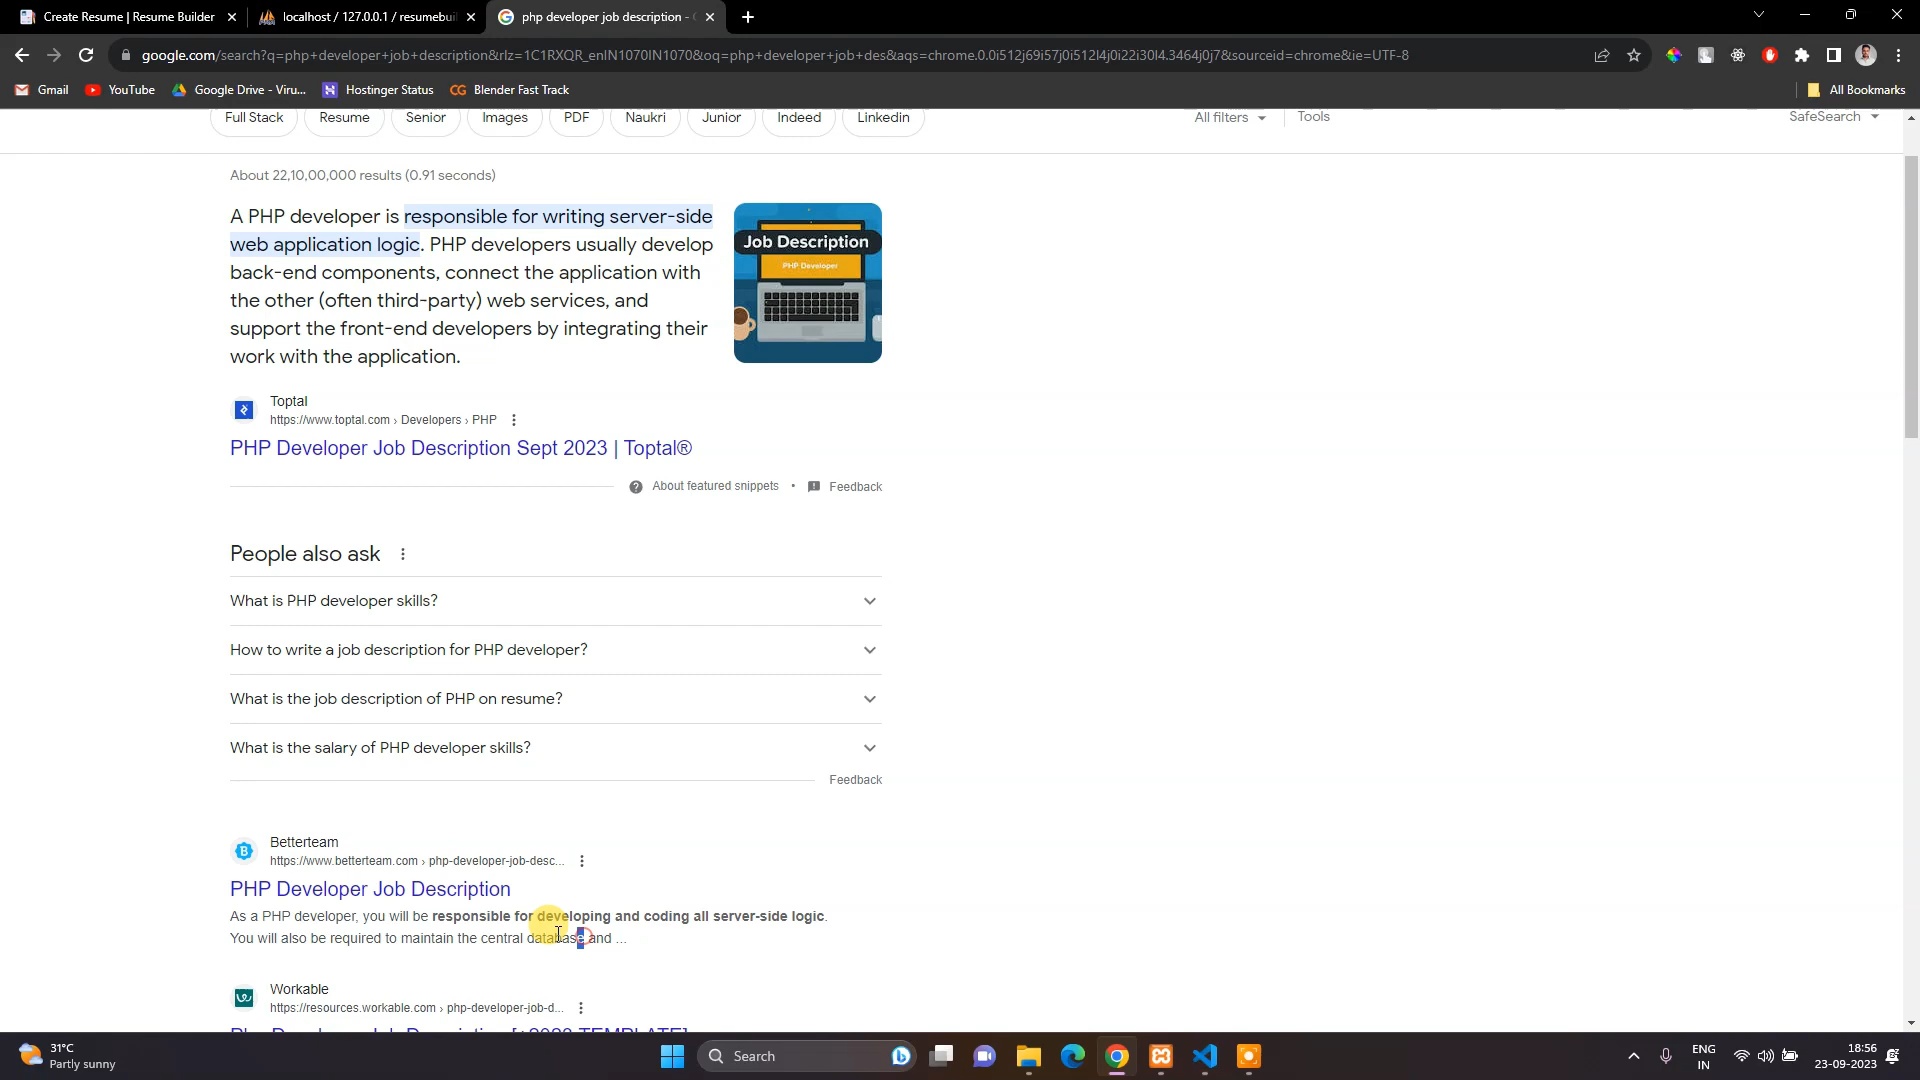 Create Resume | Resume Builder
localhost / 127.0.0.1 / resumebuil
php developer job description -
google.com/search?q=php+developer+job+description&rlz=1C1RXQR_enIN1070IN1070&oq=php+developer+job+des&aqs=chrome.0.0i512j69i57j0i512l4j0i22i30l4.3464j0j7&sourceid=chrome&ie=UTF-8
Gmail
YouTube
Google Drive - Viru...
Hostinger Status
CG Blender Fast Track
All Bookmarks
Full Stack
Resume
Senior
Images
PDF
Naukri
Junior
Indeed
Linkedin
All filters
Tools
SafeSearch
About 22,10,00,000 results (0.91 seconds)
A PHP developer is responsible for writing server-side
web application logic. PHP developers usually develop
back-end components, connect the application with
the other (often third-party) web services, and
support the front-end developers by integrating their
work with the application.
Job Description
PHP Developer
Toptal
https://www.toptal.com › Developers › PHP
PHP Developer Job Description Sept 2023 | Toptal®
About featured snippets • Feedback
People also ask
What is PHP developer skills?
How to write a job description for PHP developer?
What is the job description of PHP on resume?
What is the salary of PHP developer skills?
Feedback
Betterteam
https://www.betterteam.com › php-developer-job-desc...
PHP Developer Job Description
As a PHP developer, you will be responsible for developing and coding all server-side logic.
You will also be required to maintain the central database and ...
Workable
https://resources.workable.com › php-developer-job-d...
Php Developer Job Description [+2023 TEMPLATE]
31°C
Partly sunny
Search
ENG
IN
18:56
23-09-2023